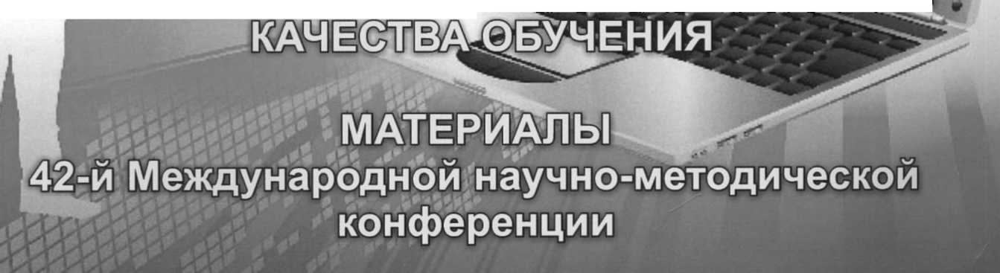 КАЧЕСТВА ОБУЧЕНИЯ
МАТЕРИАЛЫ
42-й Международной научно-методической
конференции